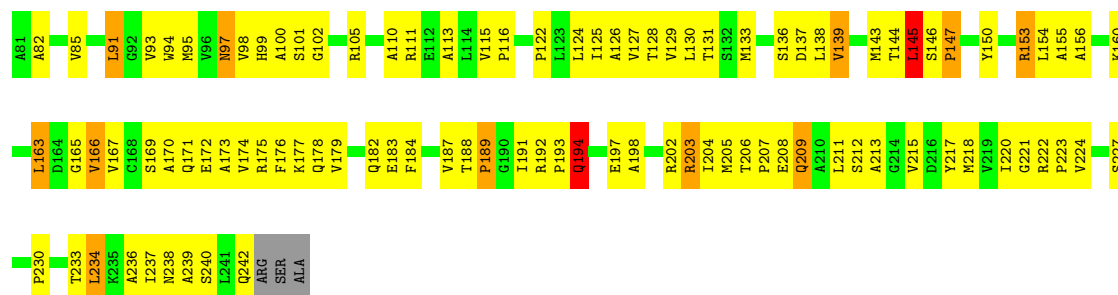 A81 A82 V85 L91 G92 V93 W94 M95 V96 N97 V98 H99 A100 S101 G102 R105 A110 R111 E112 A113 L114 V115 P116 P122 L123 L124 I125 A126 V127 T128 V129 L130 T131 S132 M133 S136 D137 L138 V139 M143 T144 L145 S146 P147 Y150 R153 L154 A155 A156 K160
L163 D164 G165 V166 V167 C168 S169 A170 Q171 E172 A173 V174 R175 F176 K177 Q178 V179 Q182 E183 F184 V187 T188 P189 G190 I191 R192 P193 Q194 E197 A198 R202 R203 I204 M205 T206 P207 E208 Q209 A210 L211 S212 A213 G214 V215 D216 Y217 M218 V219 I220 G221 R222 P223 V224 S227
P230 T233 L234 K235 A236 I237 N238 A239 S240 L241 Q242 ARG SER ALA